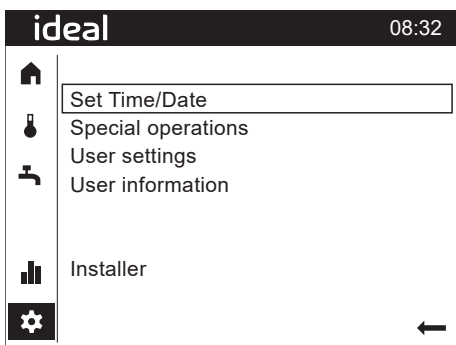 ideal 08:32
Set Time/Date
Special operations
User settings
User information
Installer